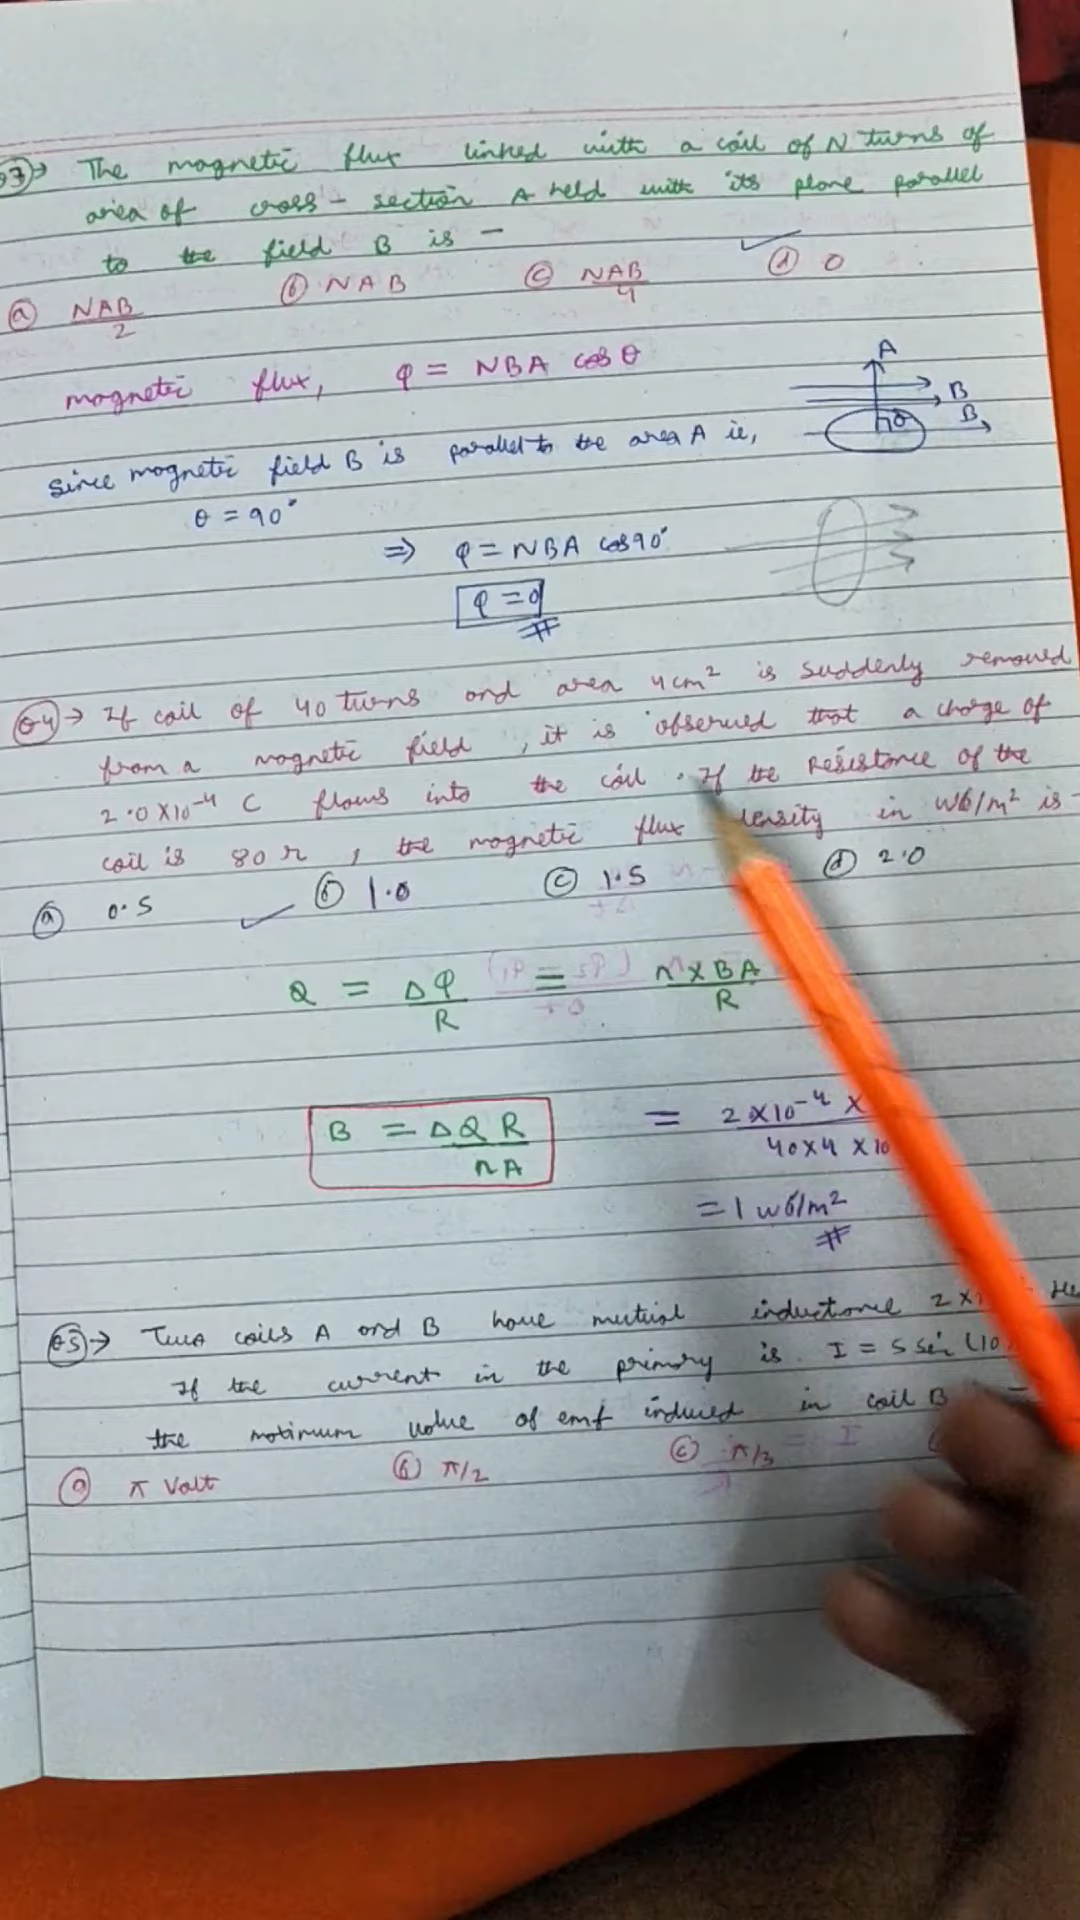 Q3 → The magnetic flux linked with a coil of N turns of
area of cross-section A held with its plane parallel
to the field B is -
(a) NAB/2 (b) NAB (c) NAB/4 (d) 0
magnetic flux, φ = NBA cos θ
A
B
B
θ
since magnetic field B is parallel to the area A ie,
θ = 90°
⇒ φ = NBA cos 90°
φ = 0
Q4 → If coil of 40 turns and area 4 cm² is suddenly removed
from a magnetic field, it is observed that a charge of
2.0×10⁻⁴ C flows into the coil. If the Resistance of the
coil is 80 r, the magnetic flux density in wb/m² is -
(a) 0.5 (b) 1.0 (c) 1.5 (d) 2.0
Q = Δφ/R = n × BA/R
B = ΔQ R/nA = 2×10⁻⁴ ×/40×4×10
= 1 wb/m²
Q5 → Two coils A and B have mutual inductance 2×
If the current in the primary is I = 5 sin (10
the maximum value of emf induced in coil B
(a) π Volt (b) π/2 (c) π/3